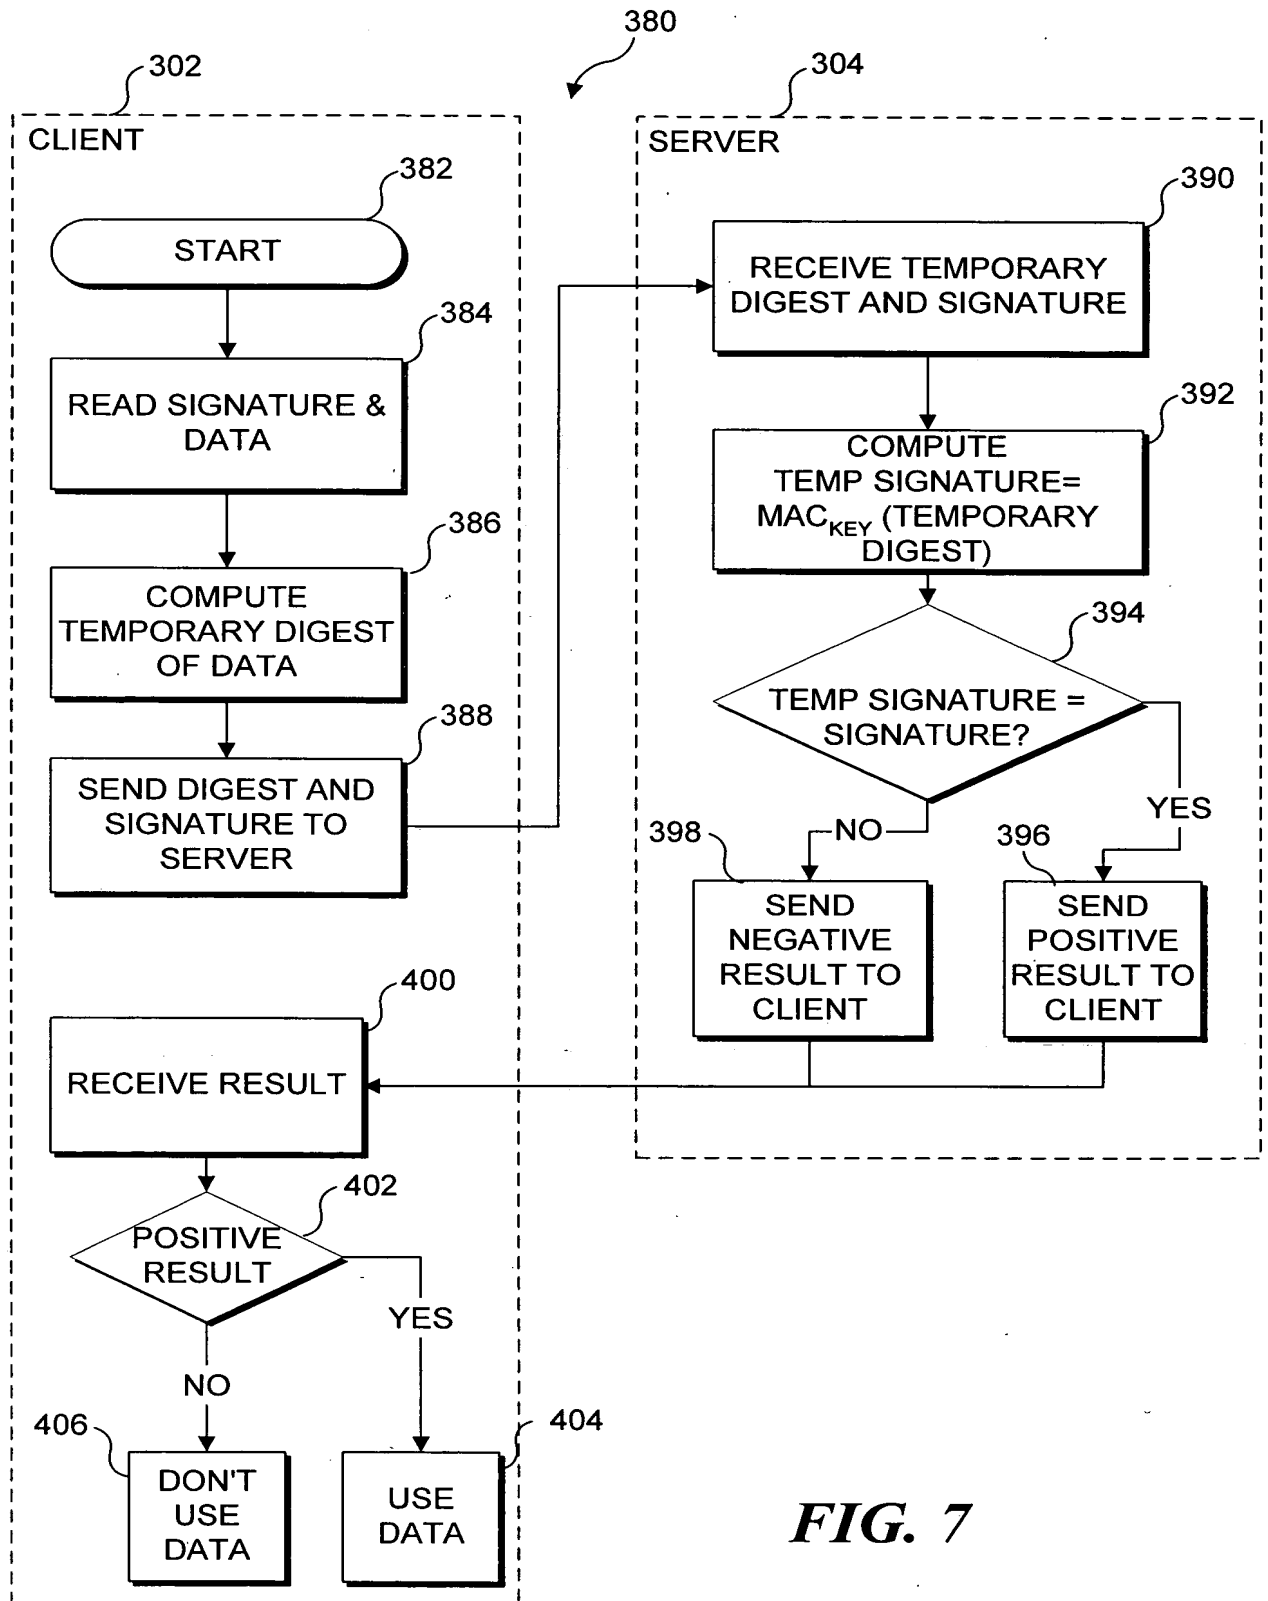 380
302
304
CLIENT
SERVER
382
START
384
READ SIGNATURE &
DATA
386
COMPUTE
TEMPORARY DIGEST
OF DATA
388
SEND DIGEST AND
SIGNATURE TO
SERVER
390
RECEIVE TEMPORARY
DIGEST AND SIGNATURE
392
COMPUTE
TEMP SIGNATURE=
MAC_KEY (TEMPORARY
DIGEST)
394
TEMP SIGNATURE =
SIGNATURE?
NO
YES
398
SEND
NEGATIVE
RESULT TO
CLIENT
396
SEND
POSITIVE
RESULT TO
CLIENT
400
RECEIVE RESULT
402
POSITIVE
RESULT
YES
NO
406
DON'T
USE
DATA
404
USE
DATA
FIG. 7